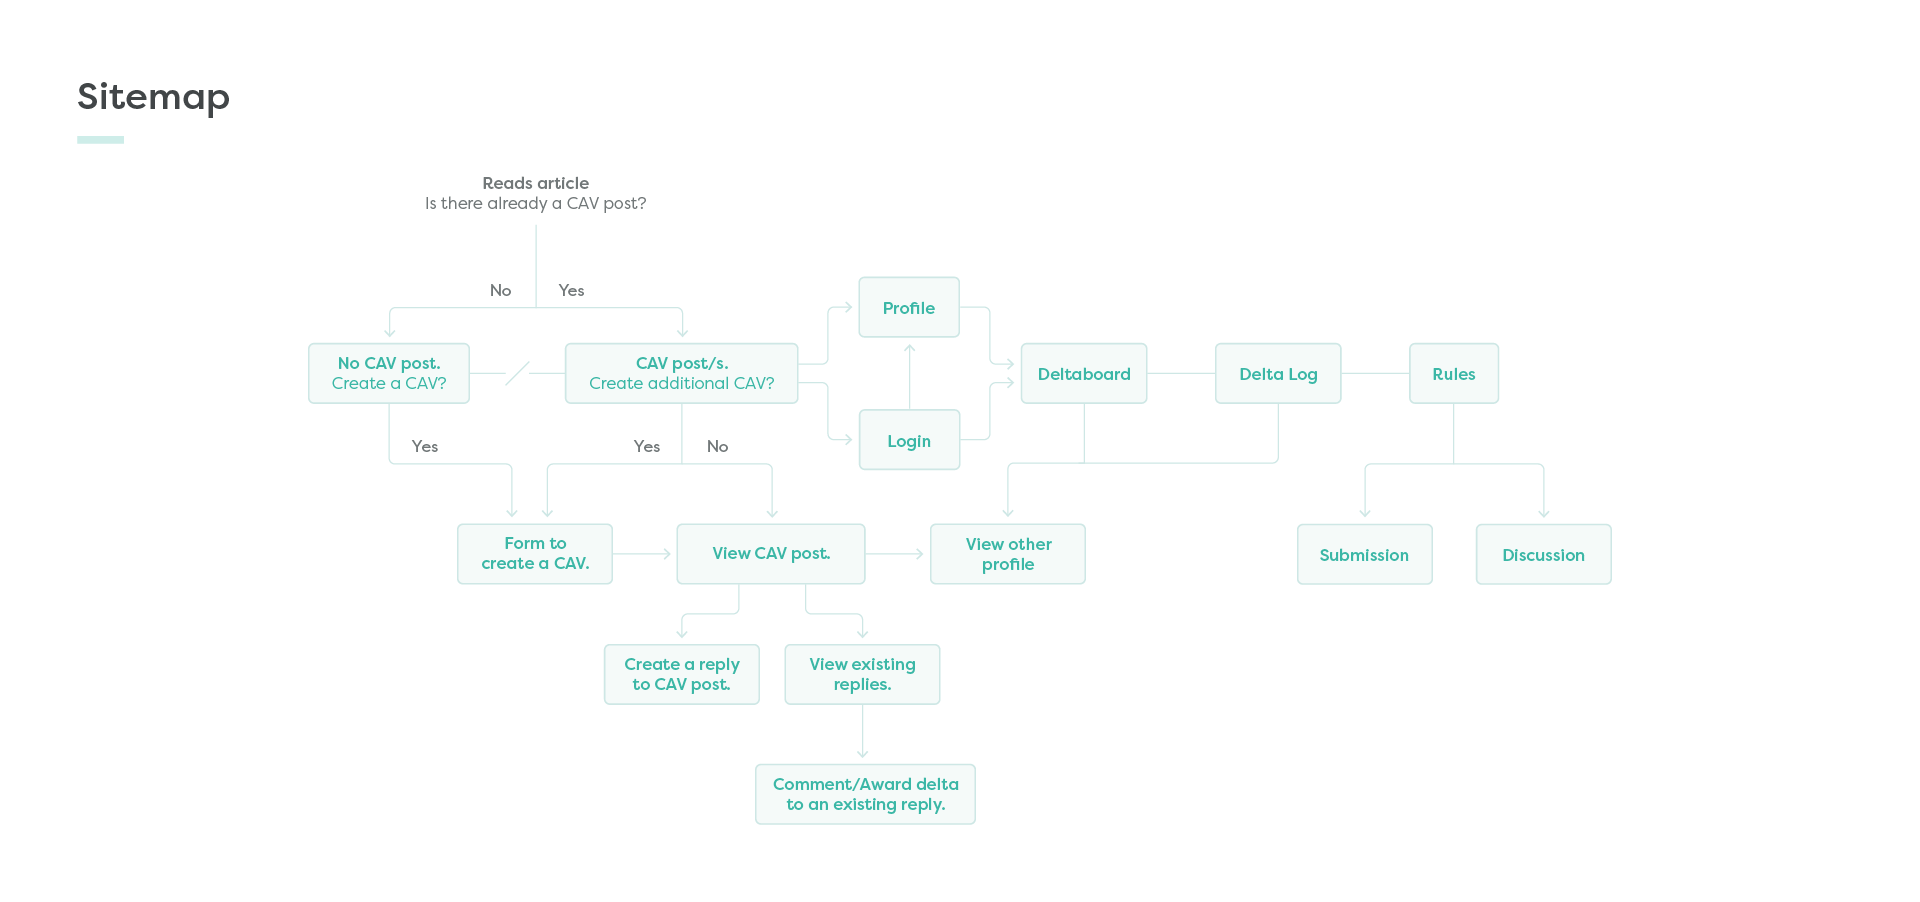 Sitemap
Reads article
Is there already a CAV post?
No
Yes
Profile
No CAV post.
Create a CAV?
CAV post/s.
Create additional CAV?
Deltaboard
Delta Log
Rules
Login
Yes
Yes
No
Form to
create a CAV.
View CAV post.
View other
profile
Submission
Discussion
Create a reply
to CAV post.
View existing
replies.
Comment/Award delta
to an existing reply.